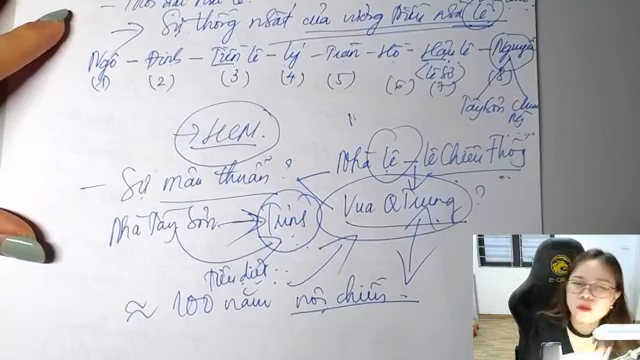 Sự thống nhất của vương triều nhà lê
Ngô - Đinh - Tiền lê - Lý - Trần - Hồ - Hậu lê - Nguyễn
(1) (2) (3) (4) (5) (6) (7) (8)
(lê Sơ)
Tây Sơn
→ HCM.
Nhà lê - lê Chiêu Thống
- Sự mâu thuẫn?
Vua QTrung ?
Nhà Tây Sơn → Trịnh
Tiêu diệt
≈ 100 năm nội chiến